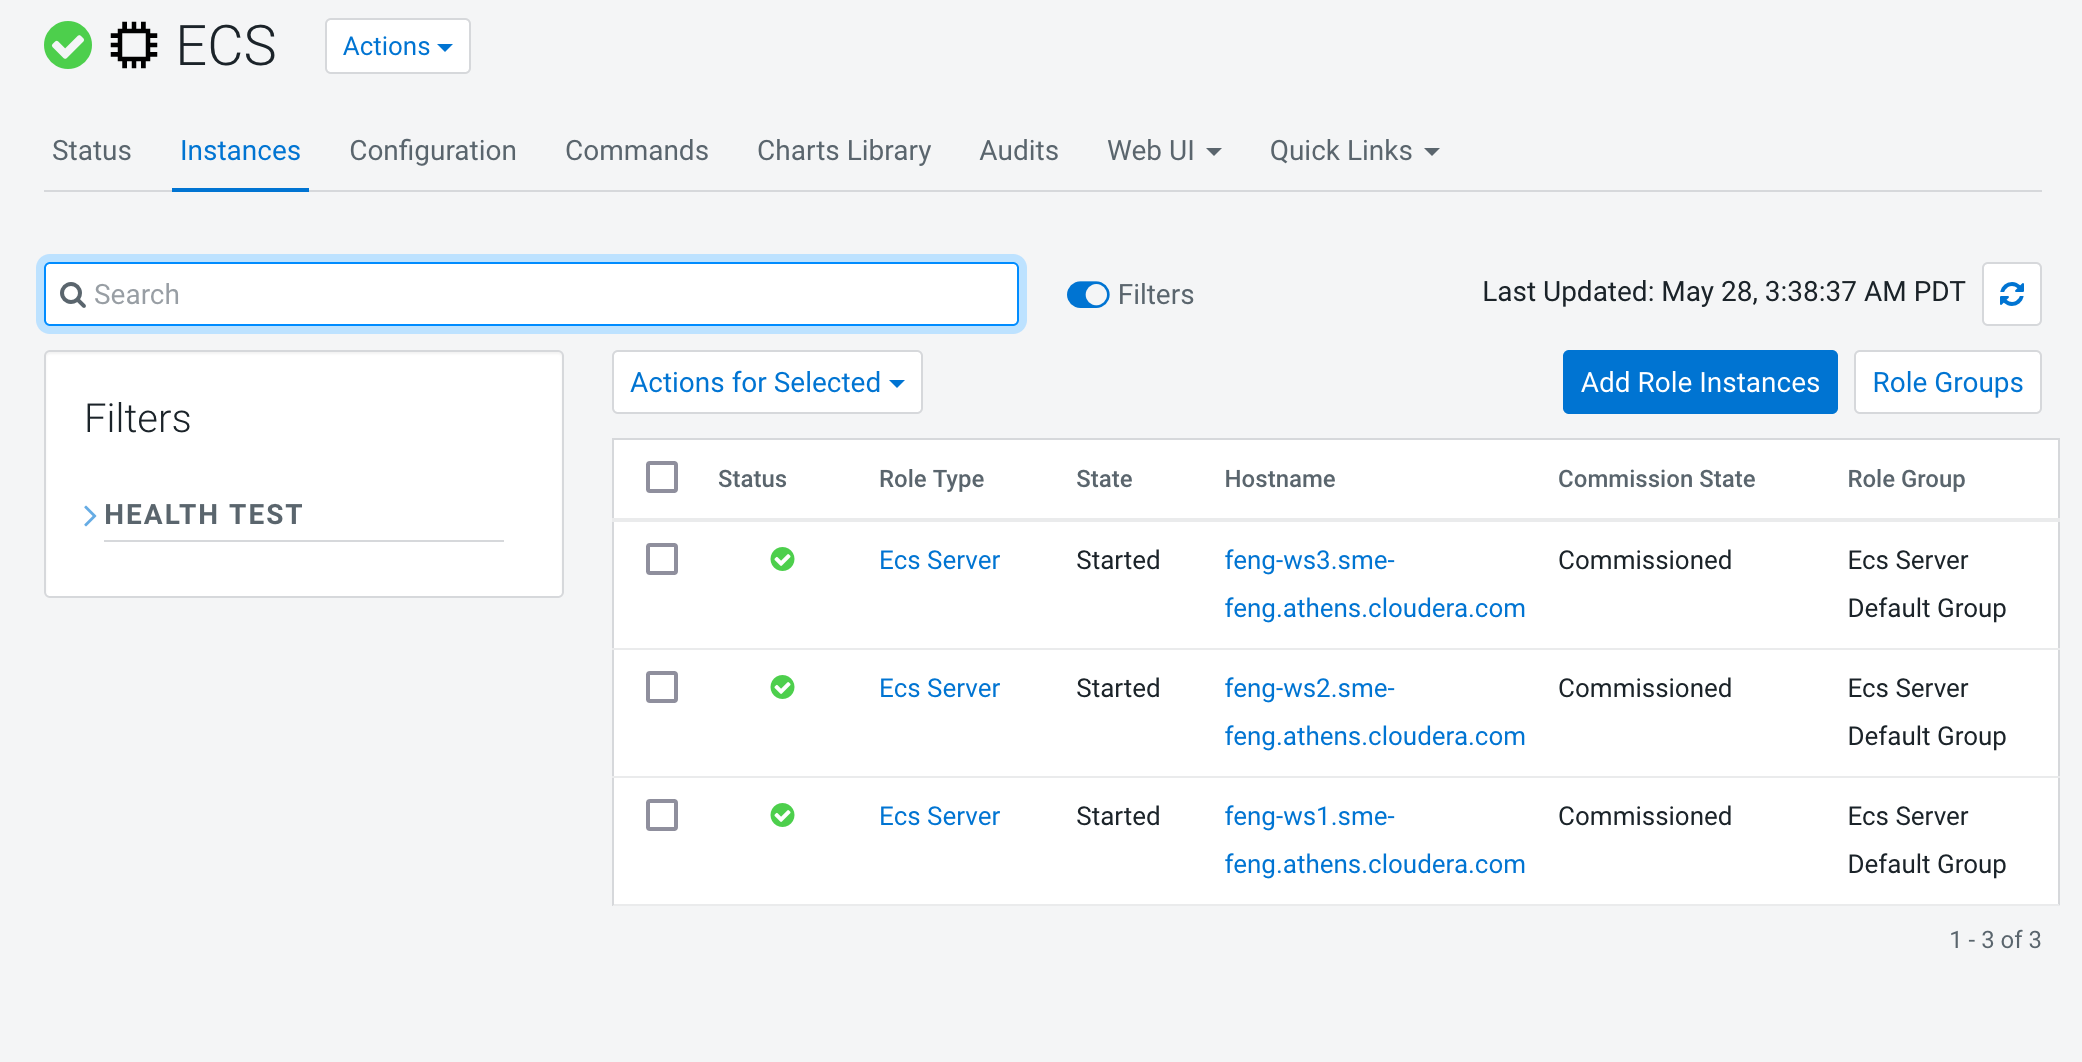 ECS
Actions
Status Instances Configuration Commands Charts Library Audits Web UI Quick Links
Search
Filters
Last Updated: May 28, 3:38:37 AM PDT
Filters
HEALTH TEST
Actions for Selected
Add Role Instances
Role Groups
Status Role Type State Hostname Commission State Role Group
Ecs Server Started feng-ws3.sme- Commissioned Ecs Server
feng.athens.cloudera.com Default Group
Ecs Server Started feng-ws2.sme- Commissioned Ecs Server
feng.athens.cloudera.com Default Group
Ecs Server Started feng-ws1.sme- Commissioned Ecs Server
feng.athens.cloudera.com Default Group
1 - 3 of 3